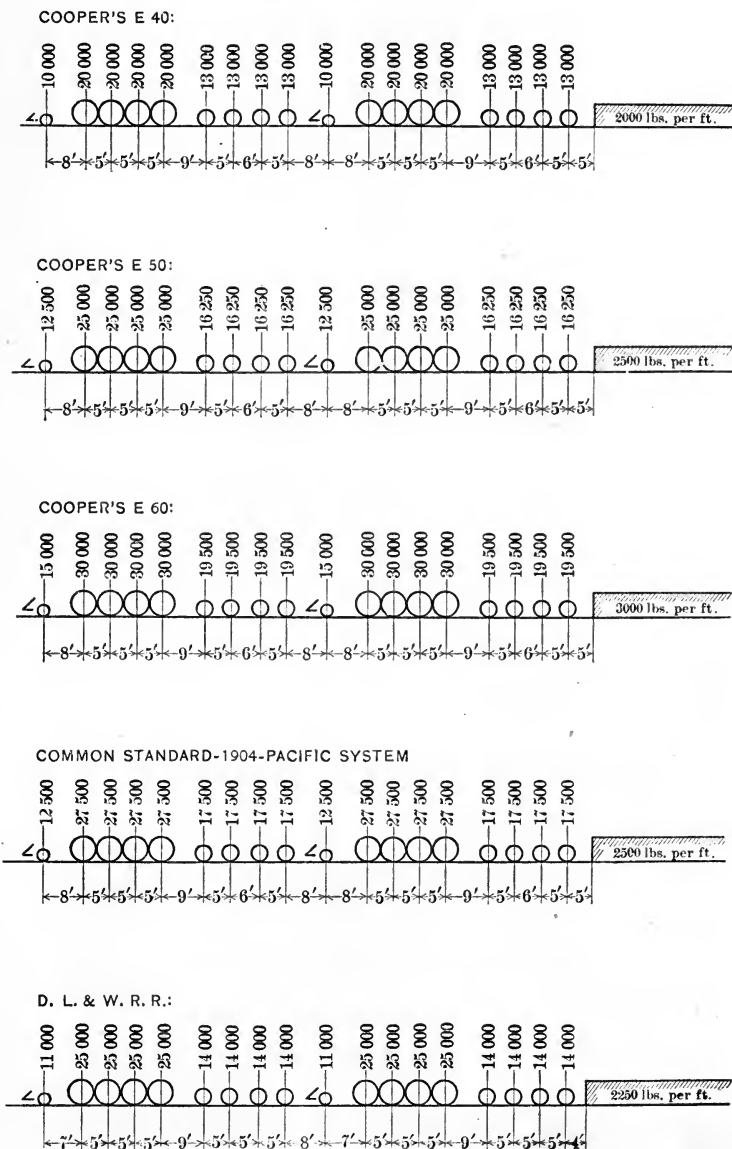 COOPER'S E 40:
10 000 20 000 20 000 20 000 20 000 13 000 13 000 13 000 13 000 10 000 20 000 20 000 20 000 20 000 13 000 13 000 13 000 13 000
2000 lbs. per ft.
8' 5' 5' 5' 9' 5' 6' 5' 8' 8' 5' 5' 5' 9' 5' 6' 5' 5'
COOPER'S E 50:
12 500 25 000 25 000 25 000 25 000 16 250 16 250 16 250 16 250 12 500 25 000 25 000 25 000 25 000 16 250 16 250 16 250 16 250
2500 lbs. per ft.
8' 5' 5' 5' 9' 5' 6' 5' 8' 8' 5' 5' 5' 9' 5' 6' 5' 5'
COOPER'S E 60:
15 000 30 000 30 000 30 000 30 000 19 500 19 500 19 500 19 500 15 000 30 000 30 000 30 000 30 000 19 500 19 500 19 500 19 500
3000 lbs. per ft.
8' 5' 5' 5' 9' 5' 6' 5' 8' 8' 5' 5' 5' 9' 5' 6' 5' 5'
COMMON STANDARD-1904-PACIFIC SYSTEM
12 500 27 500 27 500 27 500 27 500 17 500 17 500 17 500 17 500 12 500 27 500 27 500 27 500 27 500 17 500 17 500 17 500 17 500
2500 lbs. per ft.
8' 5' 5' 5' 9' 5' 6' 5' 8' 8' 5' 5' 5' 9' 5' 6' 5' 5'
D. L. & W. R. R.:
11 000 25 000 25 000 25 000 25 000 14 000 14 000 14 000 14 000 11 000 25 000 25 000 25 000 25 000 14 000 14 000 14 000 14 000
2250 lbs. per ft.
7' 5' 5' 5' 9' 5' 5' 5' 8' 7' 5' 5' 5' 9' 5' 5' 5' 4'